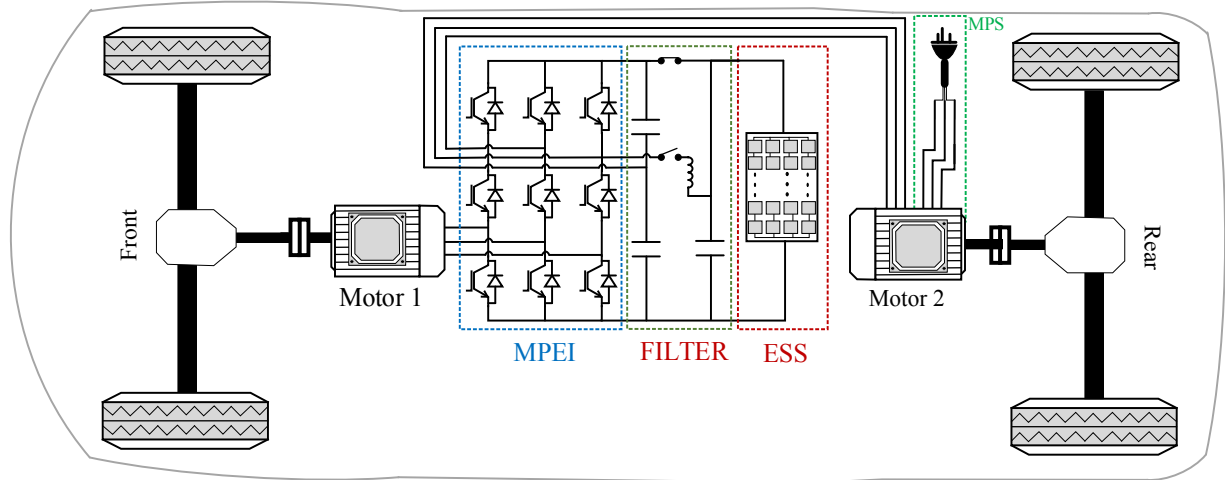 MPS
Front
Rear
Motor 1
Motor 2
MPEI
FILTER
ESS